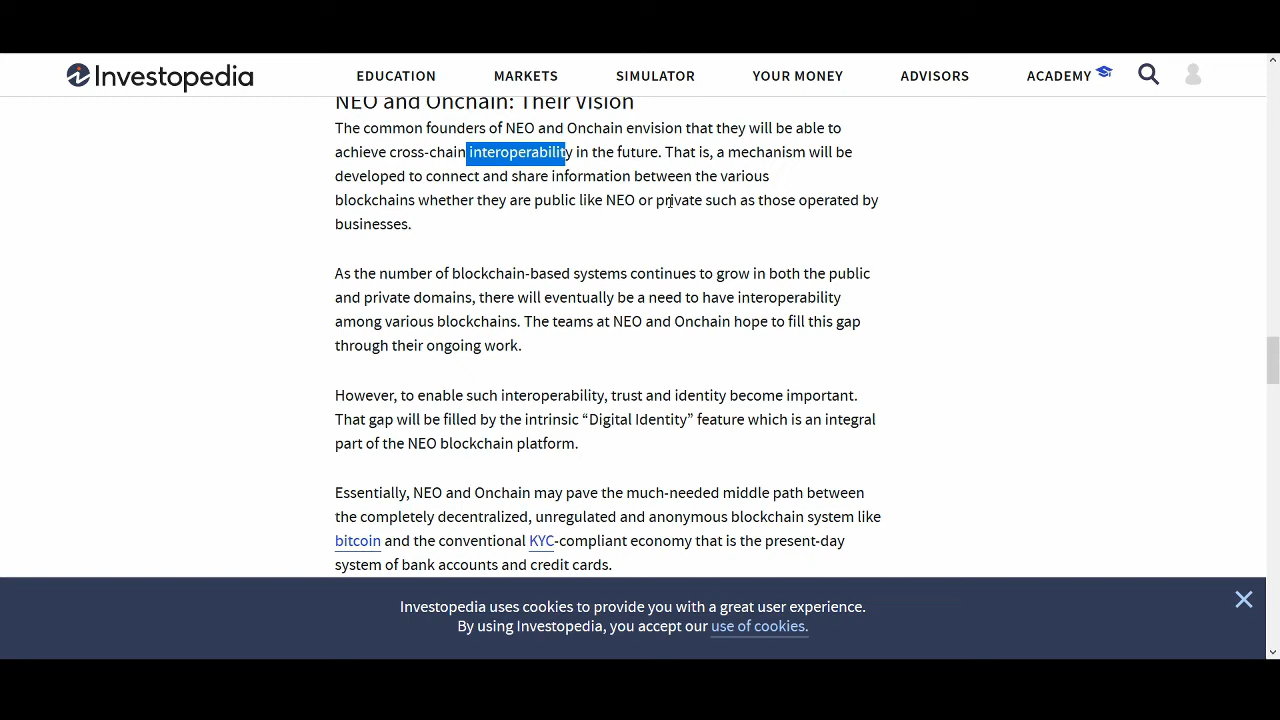 Investopedia
EDUCATION MARKETS SIMULATOR YOUR MONEY ADVISORS ACADEMY
NEO and Onchain: Their Vision
The common founders of NEO and Onchain envision that they will be able to
achieve cross-chain interoperability in the future. That is, a mechanism will be
developed to connect and share information between the various
blockchains whether they are public like NEO or private such as those operated by
businesses.
As the number of blockchain-based systems continues to grow in both the public
and private domains, there will eventually be a need to have interoperability
among various blockchains. The teams at NEO and Onchain hope to fill this gap
through their ongoing work.
However, to enable such interoperability, trust and identity become important.
That gap will be filled by the intrinsic “Digital Identity” feature which is an integral
part of the NEO blockchain platform.
Essentially, NEO and Onchain may pave the much-needed middle path between
the completely decentralized, unregulated and anonymous blockchain system like
bitcoin and the conventional KYC-compliant economy that is the present-day
system of bank accounts and credit cards.
Investopedia uses cookies to provide you with a great user experience.
By using Investopedia, you accept our use of cookies.